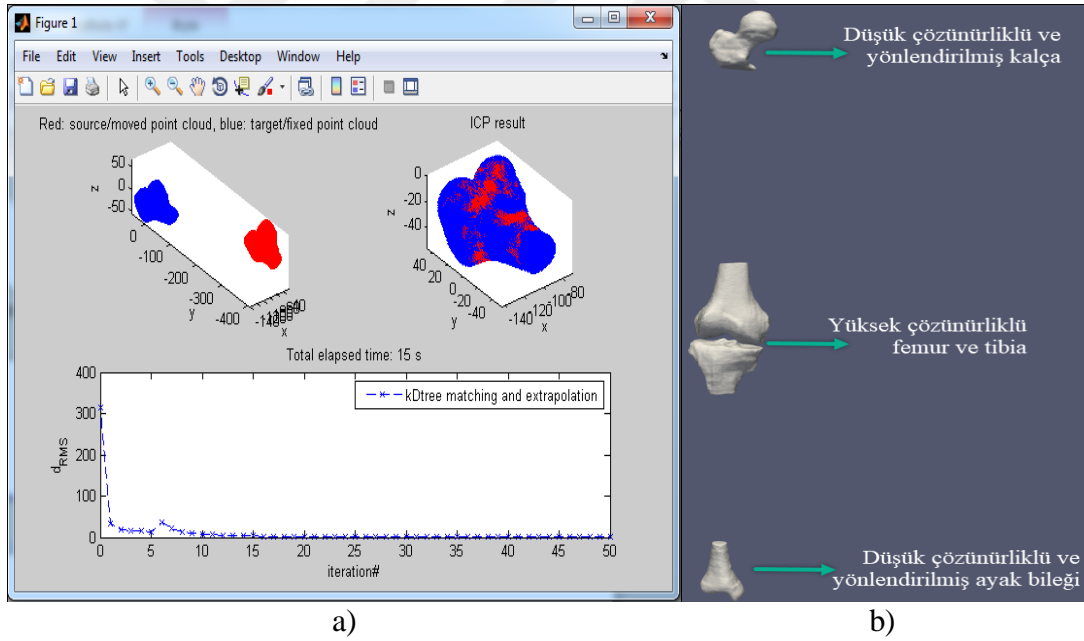 Figure 1
File Edit View Insert Tools Desktop Window Help
Red: source/moved point cloud, blue: target/fixed point cloud
50
0
-50
z
0
-100
-200
-300
-400
y
x
ICP result
0
-20
-40
z
40
20
0
-20
-40
y
-80
-100
-120
-140
x
Total elapsed time: 15 s
400
300
200
100
0
dRMS
kDtree matching and extrapolation
0 5 10 15 20 25 30 35 40 45 50
iteration#
a)
Düşük çözünürlüklü ve
yönlendirilmiş kalça
Yüksek çözünürlüklü
femur ve tibia
Düşük çözünürlüklü ve
yönlendirilmiş ayak bileği
b)